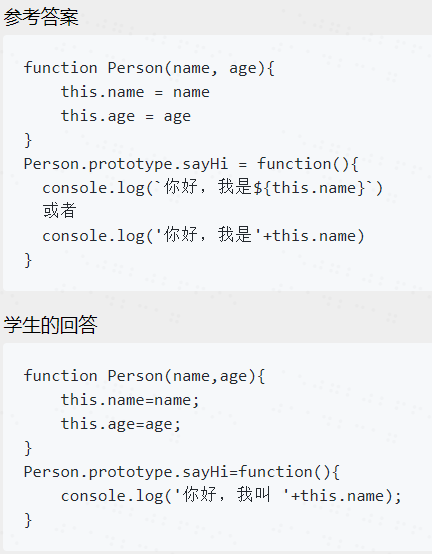 参考答案
function Person(name, age){
    this.name = name
    this.age = age
}
Person.prototype.sayHi = function(){
  console.log(`你好，我是${this.name}`)
  或者
  console.log('你好，我是'+this.name)
}
学生的回答
function Person(name,age){
    this.name=name;
    this.age=age;
}
Person.prototype.sayHi=function(){
    console.log('你好，我叫 '+this.name);
}